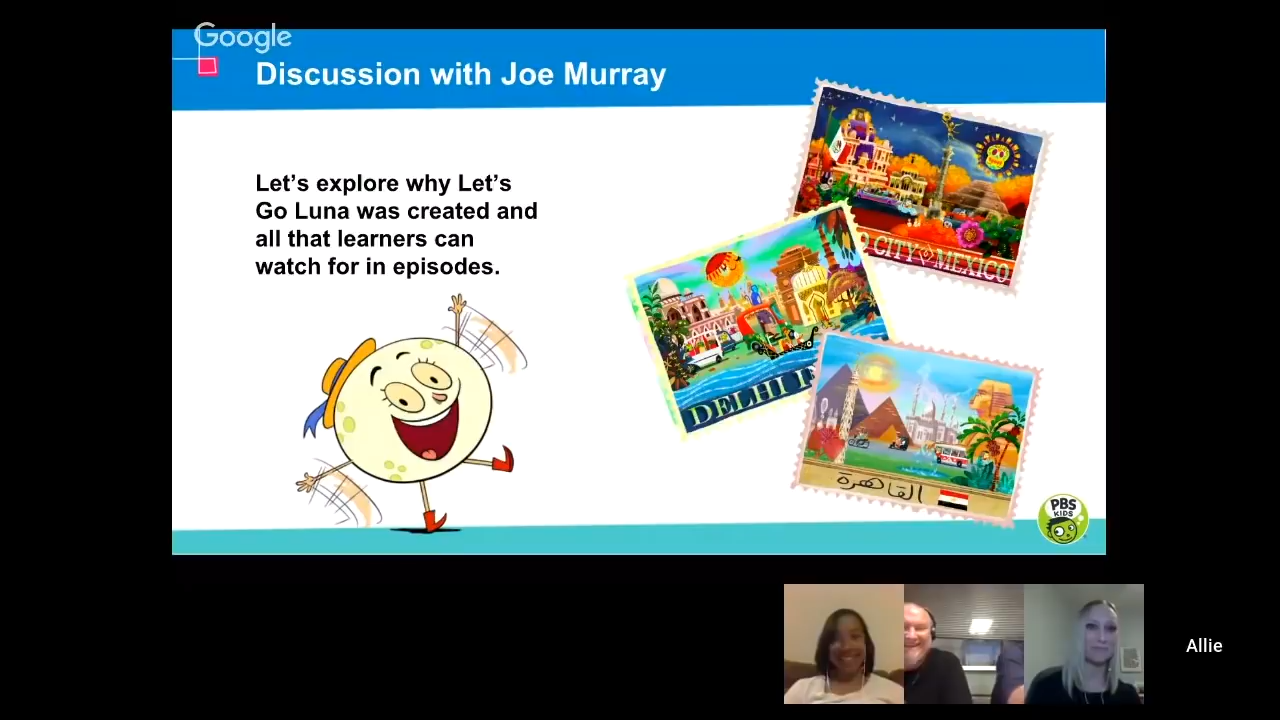 Google
Discussion with Joe Murray
Let's explore why Let's
Go Luna was created and
all that learners can
watch for in episodes.
CITY MEXICO
DELHI
القاهرة
PBS
KIDS
Allie